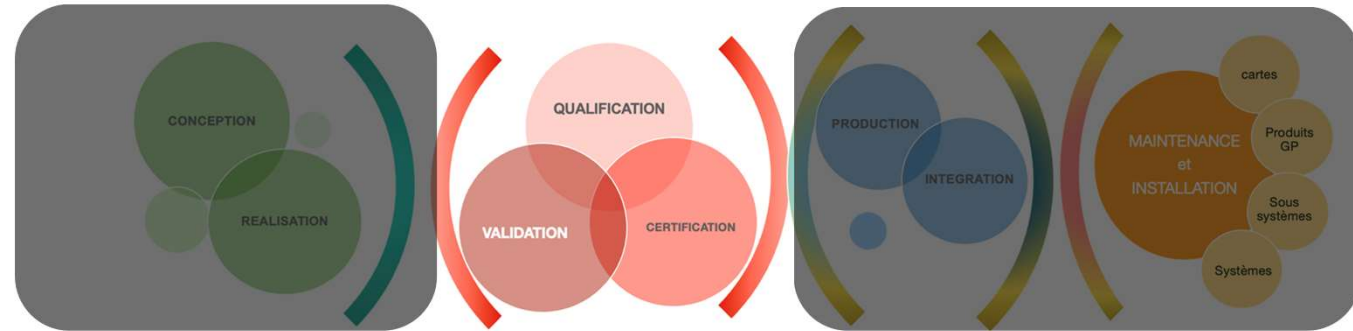 CONCEPTION
REALISATION
QUALIFICATION
VALIDATION
CERTIFICATION
PRODUCTION
INTEGRATION
MAINTENANCE
et
INSTALLATION
cartes
Produits
GP
Sous
systèmes
Systèmes